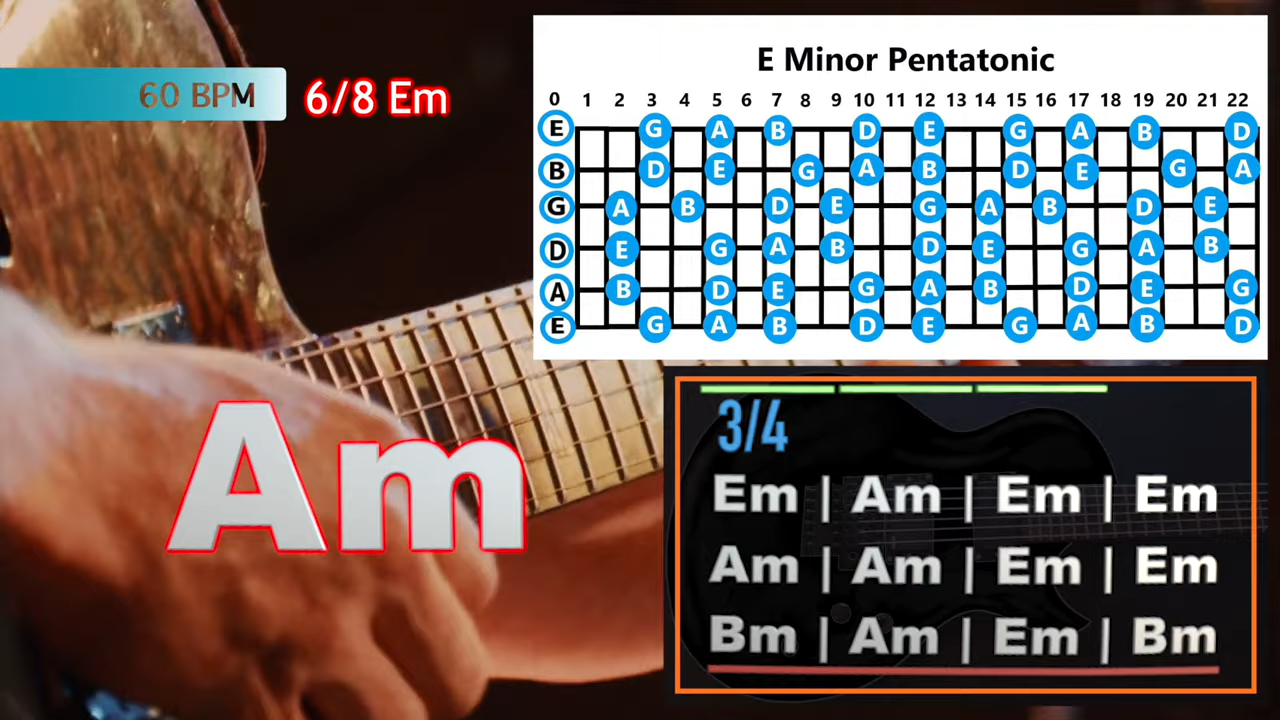 60 BPM
6/8 Em
E Minor Pentatonic
0 1 2 3 4 5 6 7 8 9 10 11 12 13 14 15 16 17 18 19 20 21 22
E G A B D E G A B D
B D E G A B D E G A
G A B D E G A B D E
D E G A B D E G A B
A B D E G A B D E G
E G A B D E G A B D
Am
3/4
Em | Am | Em | Em
Am | Am | Em | Em
Bm | Am | Em | Bm